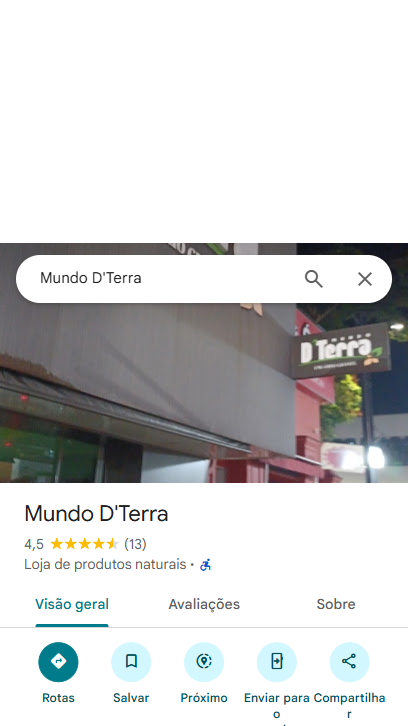 Mundo D'Terra
D'Terra
Mundo D'Terra
4,5 (13)
Loja de produtos naturais ·
Visão geral Avaliações Sobre
Rotas Salvar Próximo Enviar para o Compartilhar